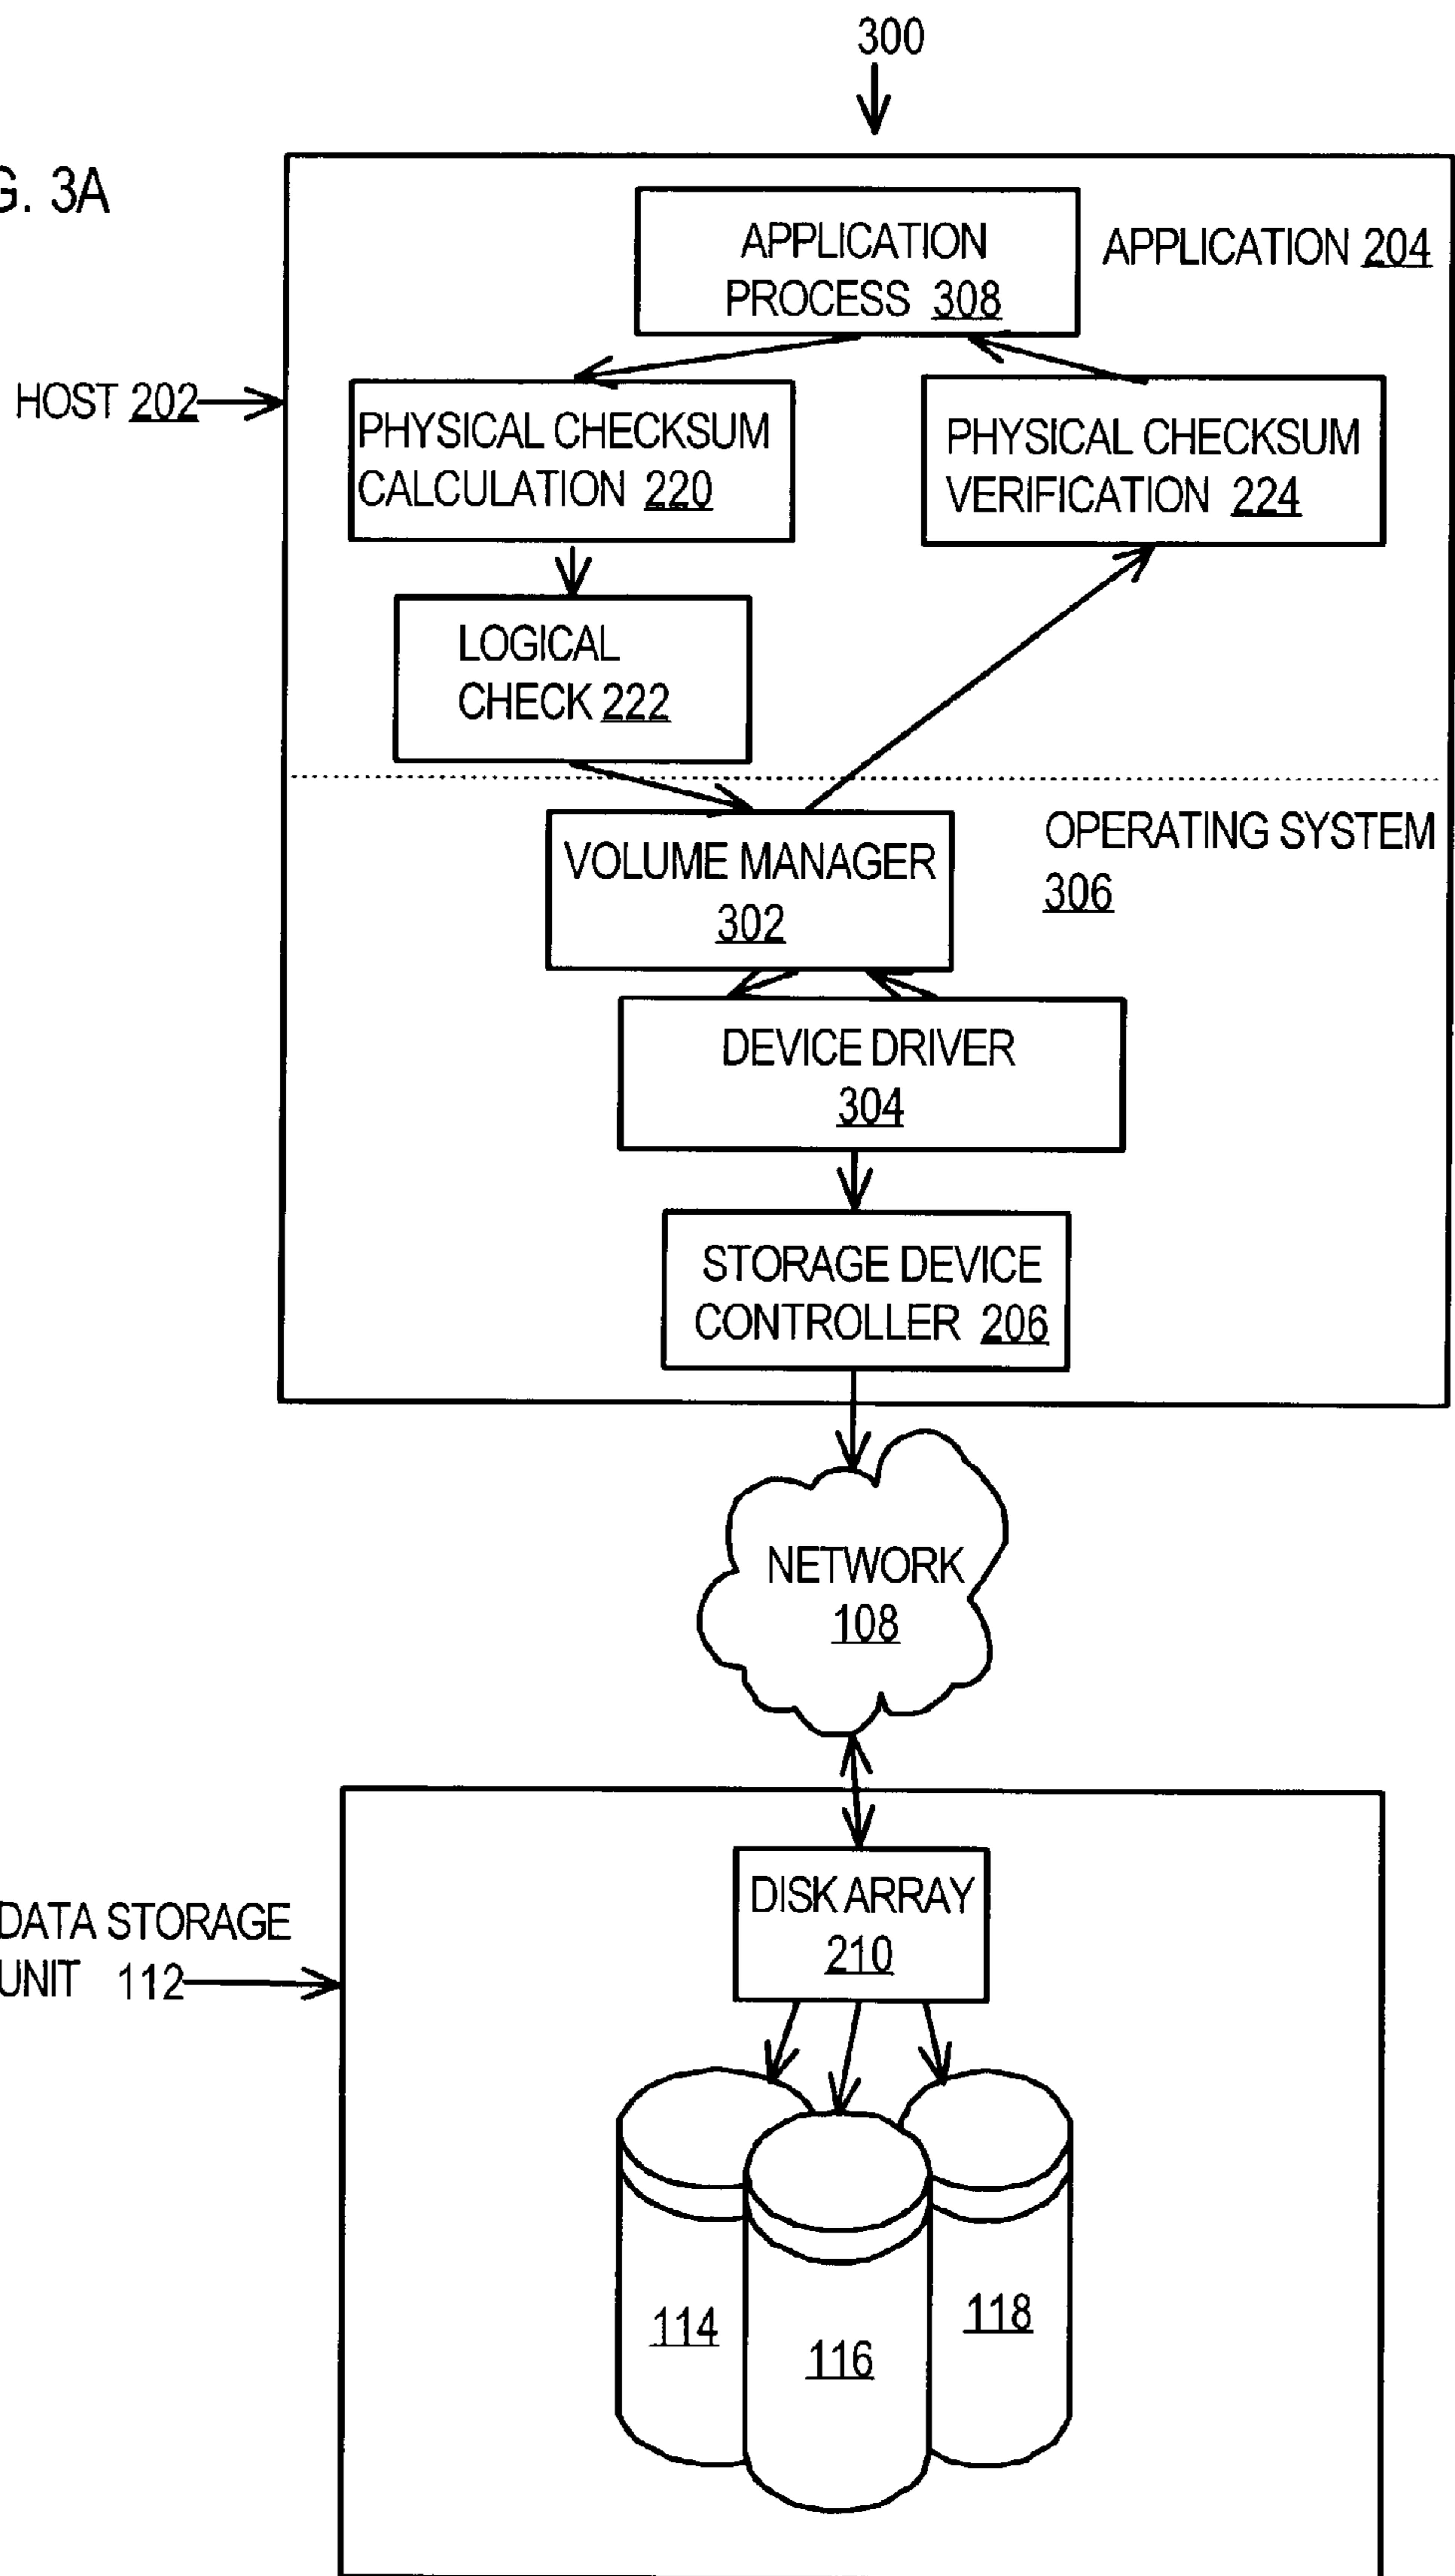 300
G. 3A
APPLICATION
PROCESS 308
APPLICATION 204
HOST 202
PHYSICAL CHECKSUM
CALCULATION 220
PHYSICAL CHECKSUM
VERIFICATION 224
LOGICAL
CHECK 222
OPERATING SYSTEM
306
VOLUME MANAGER
302
DEVICE DRIVER
304
STORAGE DEVICE
CONTROLLER 206
NETWORK
108
DATA STORAGE
UNIT 112
DISK ARRAY
210
114
116
118